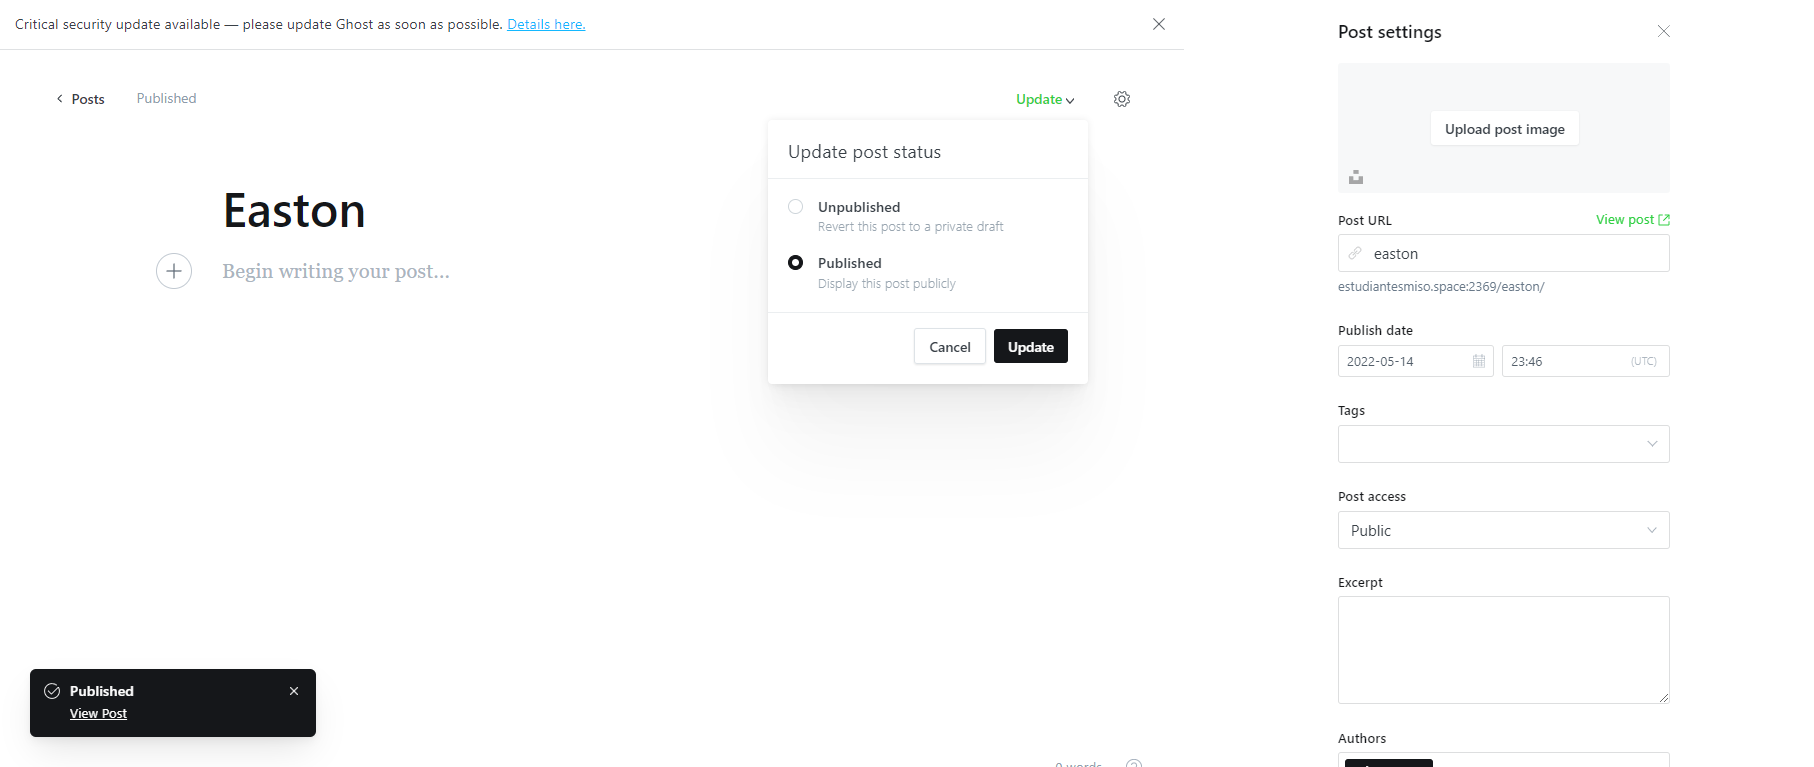 Critical security update available — please update Ghost as soon as possible. Details here.
Posts
Published
Update
Update post status
Unpublished
Revert this post to a private draft
Published
Display this post publicly
Cancel
Update
Easton
Begin writing your post...
Published
View Post
0 words
Post settings
Upload post image
Post URL
View post
easton
estudiantesmiso.space:2369/easton/
Publish date
2022-05-14
23:46
(UTC)
Tags
Post access
Public
Excerpt
Authors